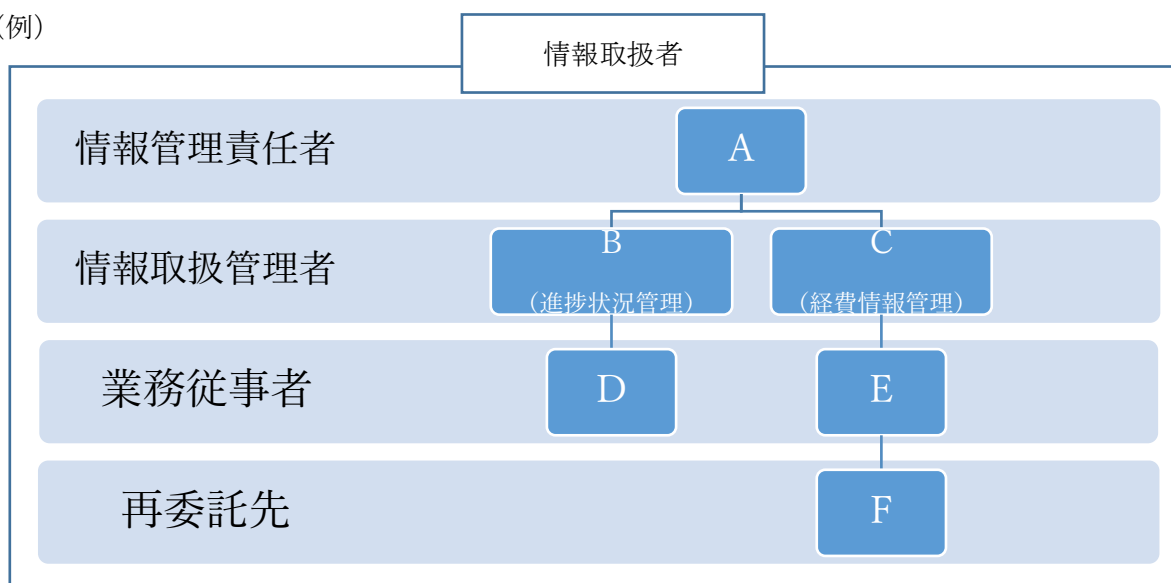 （例）
情報取扱者
情報管理責任者
A
情報取扱管理者
B
（進捗状況管理）
C
（経費情報管理）
業務従事者
D
E
再委託先
F